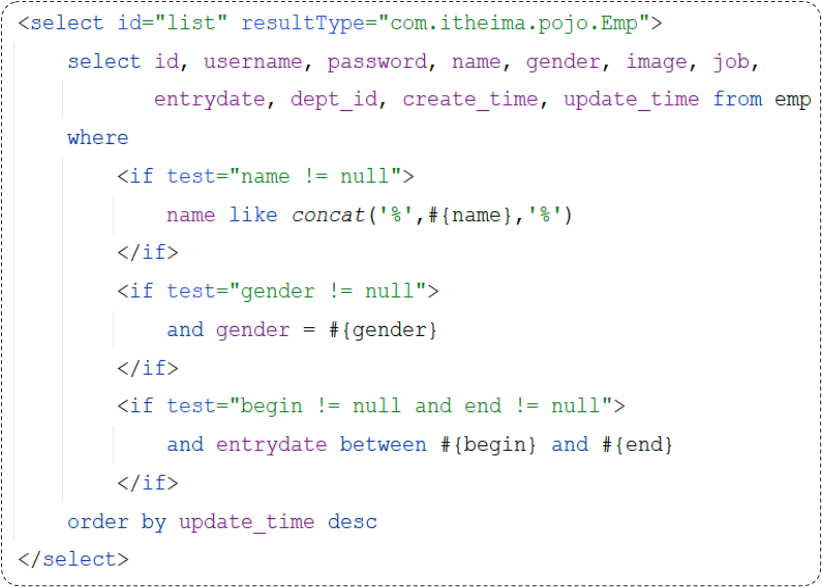 <select id="list" resultType="com.itheima.pojo.Emp">
    select id, username, password, name, gender, image, job,
           entrydate, dept_id, create_time, update_time from emp
    where
        <if test="name != null">
            name like concat('%',#{name},'%')
        </if>
        <if test="gender != null">
            and gender = #{gender}
        </if>
        <if test="begin != null and end != null">
            and entrydate between #{begin} and #{end}
        </if>
    order by update_time desc
</select>